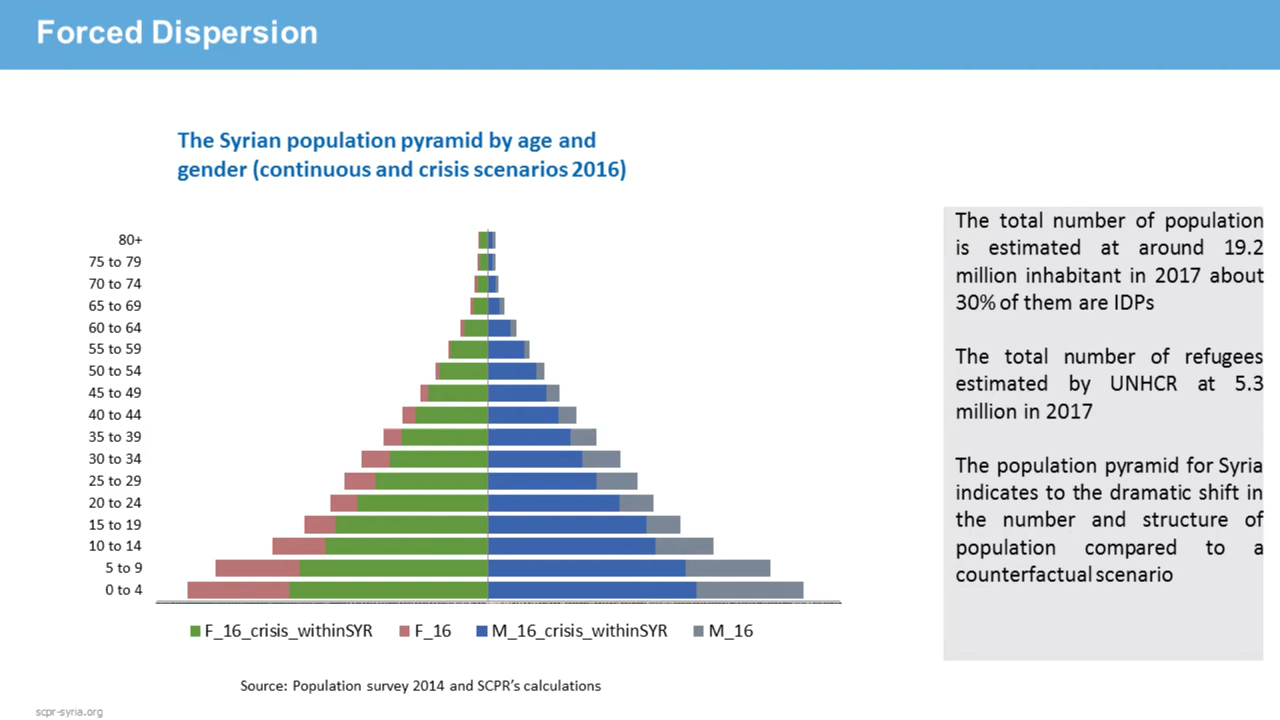 Forced Dispersion
The Syrian population pyramid by age and
gender (continuous and crisis scenarios 2016)
80+
75 to 79
70 to 74
65 to 69
60 to 64
55 to 59
50 to 54
45 to 49
40 to 44
35 to 39
30 to 34
25 to 29
20 to 24
15 to 19
10 to 14
5 to 9
0 to 4
F_16_crisis_withinSYR F_16 M_16_crisis_withinSYR M_16
Source: Population survey 2014 and SCPR's calculations
The total number of population
is estimated at around 19.2
million inhabitant in 2017 about
30% of them are IDPs
The total number of refugees
estimated by UNHCR at 5.3
million in 2017
The population pyramid for Syria
indicates to the dramatic shift in
the number and structure of
population compared to a
counterfactual scenario
scpr-syria.org